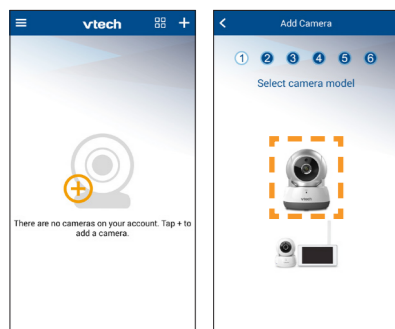 vtech
There are no cameras on your account. Tap + to
add a camera.
Add Camera
1 2 3 4 5 6
Select camera model
vtech